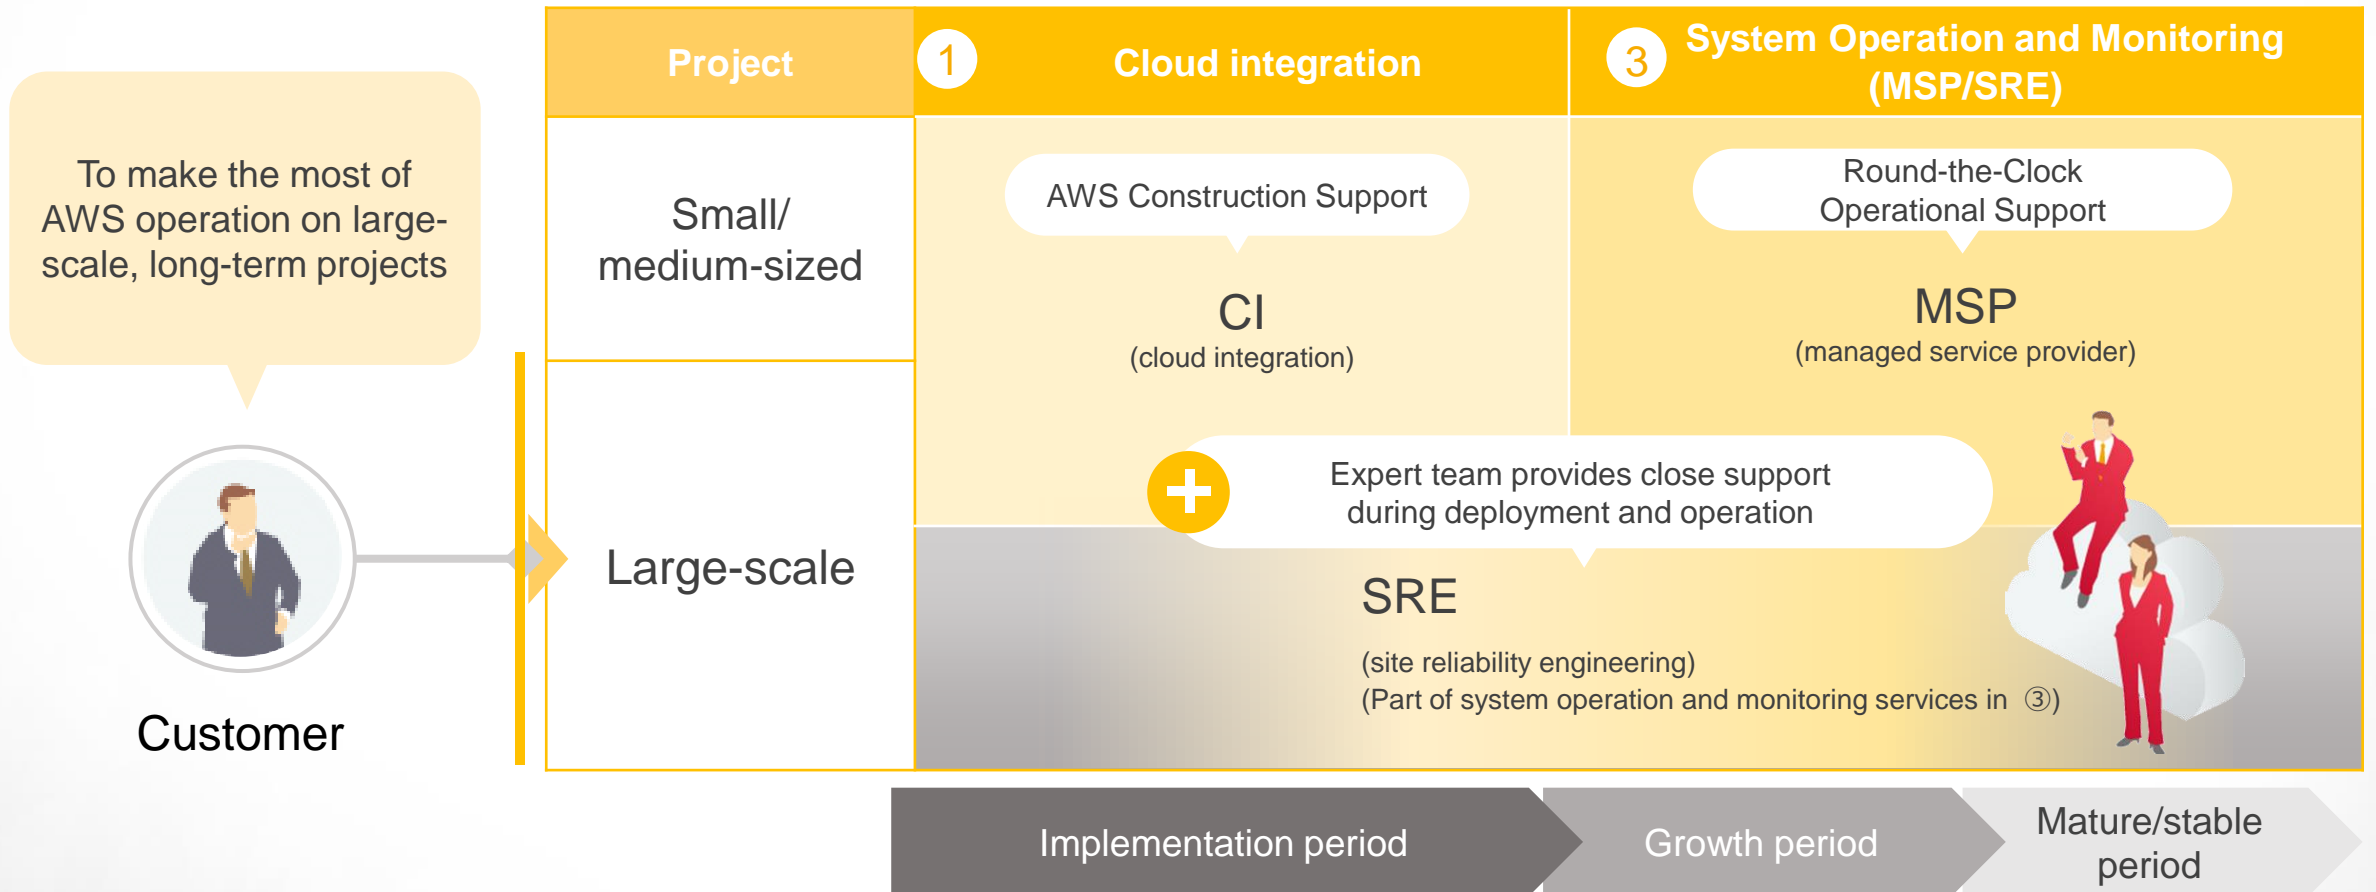 To make the most of
AWS operation on large-
scale, long-term projects
Customer
Project
1
Cloud integration
3
System Operation and Monitoring
(MSP/SRE)
Small/
medium-sized
AWS Construction Support
CI
(cloud integration)
Round-the-Clock
Operational Support
MSP
(managed service provider)
Large-scale
Expert team provides close support
during deployment and operation
SRE
(site reliability engineering)
(Part of system operation and monitoring services in ③)
Implementation period
Growth period
Mature/stable
period